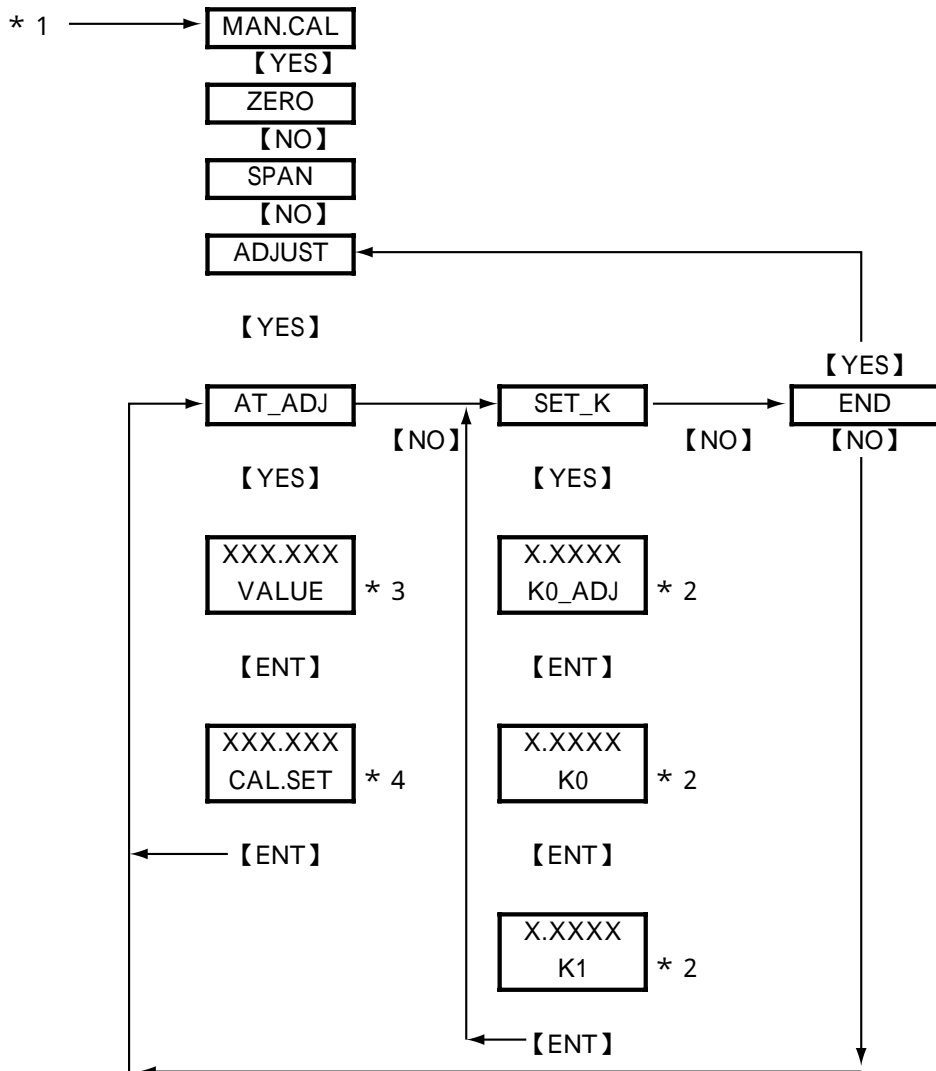 * 1
MAN.CAL
【YES】
ZERO
【NO】
SPAN
【NO】
ADJUST
【YES】
【YES】
AT_ADJ
SET_K
END
【NO】
【NO】
【NO】
【YES】
【YES】
XXX.XXX
VALUE
* 3
X.XXXX
K0_ADJ
* 2
【ENT】
【ENT】
XXX.XXX
CAL.SET
* 4
X.XXXX
K0
* 2
【ENT】
【ENT】
X.XXXX
K1
* 2
【ENT】